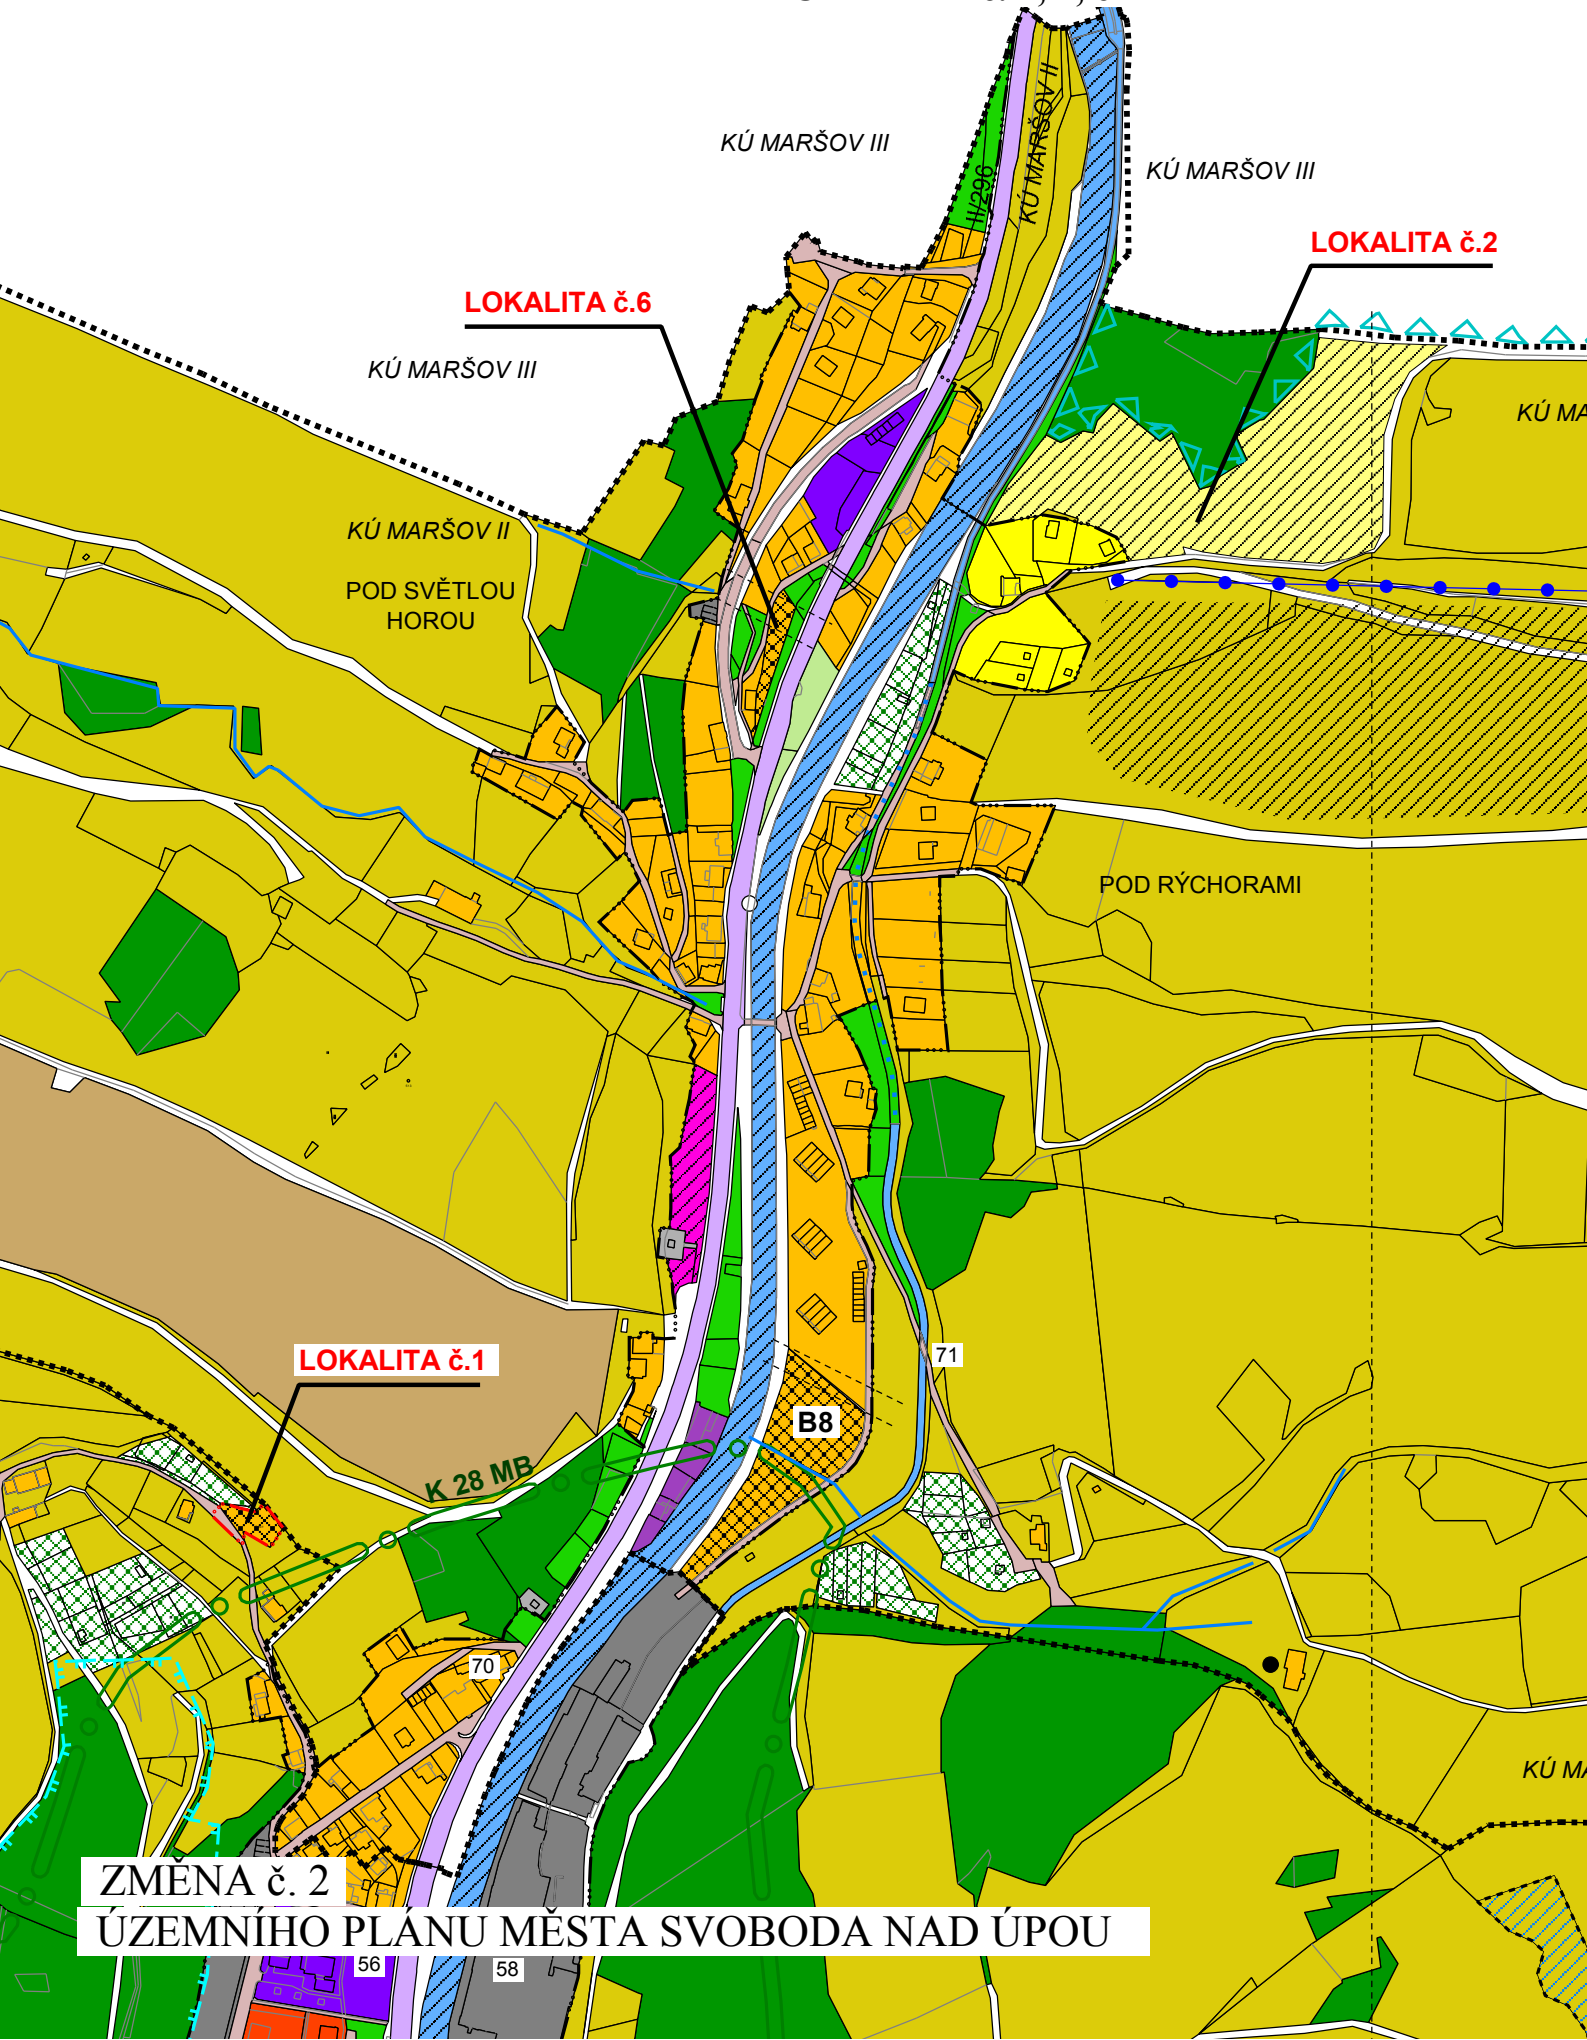 KÚ MARŠOV III
KÚ MARŠOV III
II/296
KÚ MARŠOV II
LOKALITA č.2
LOKALITA č.6
KÚ MARŠOV III
KÚ MA
KÚ MARŠOV II
POD SVĚTLOU
HOROU
POD RÝCHORAMI
71
LOKALITA č.1
B8
K 28 MB
70
KÚ MA
ZMĚNA č. 2
ÚZEMNÍHO PLÁNU MĚSTA SVOBODA NAD ÚPOU
56
58